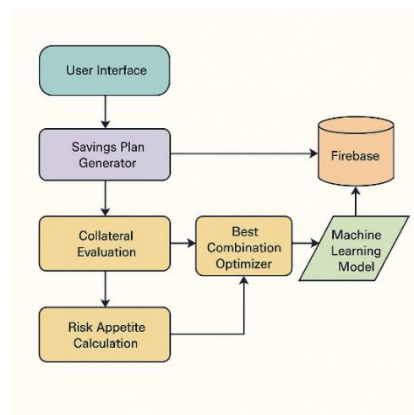 User Interface
Savings Plan
Generator
Firebase
Collateral
Evaluation
Best
Combination
Optimizer
Machine
Learning
Model
Risk Appetite
Calculation